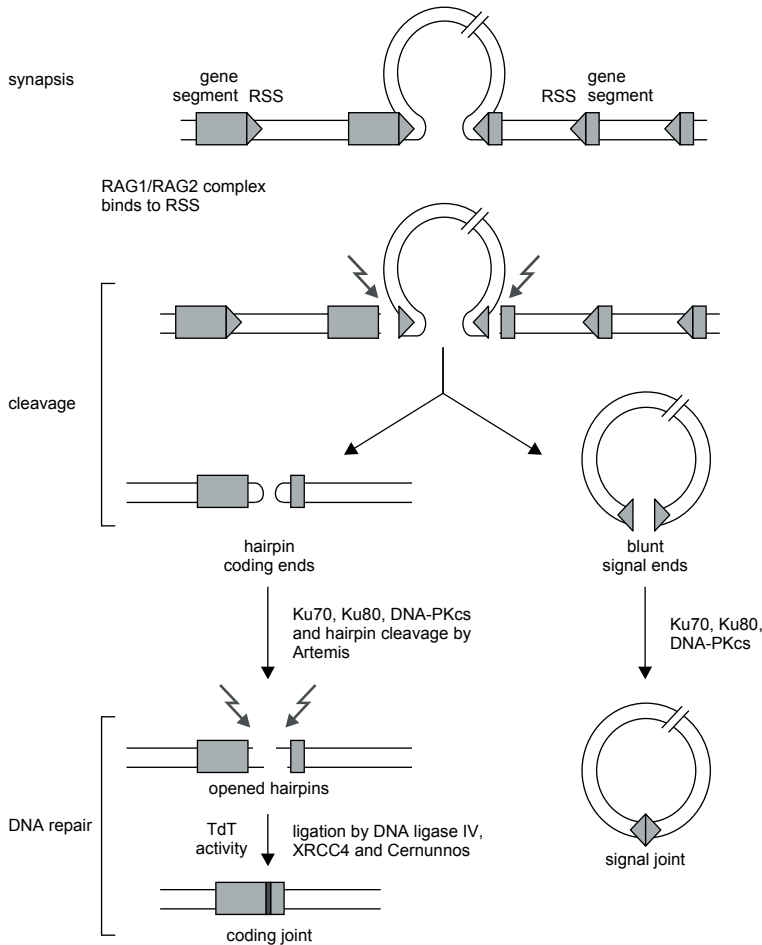 synapsis
gene
segment RSS
gene
RSS segment
RAG1/RAG2 complex
binds to RSS
cleavage
hairpin
coding ends
blunt
signal ends
Ku70, Ku80, DNA-PKcs
and hairpin cleavage by
Artemis
Ku70, Ku80,
DNA-PKcs
opened hairpins
DNA repair
TdT
activity
ligation by DNA ligase IV,
XRCC4 and Cernunnos
signal joint
coding joint